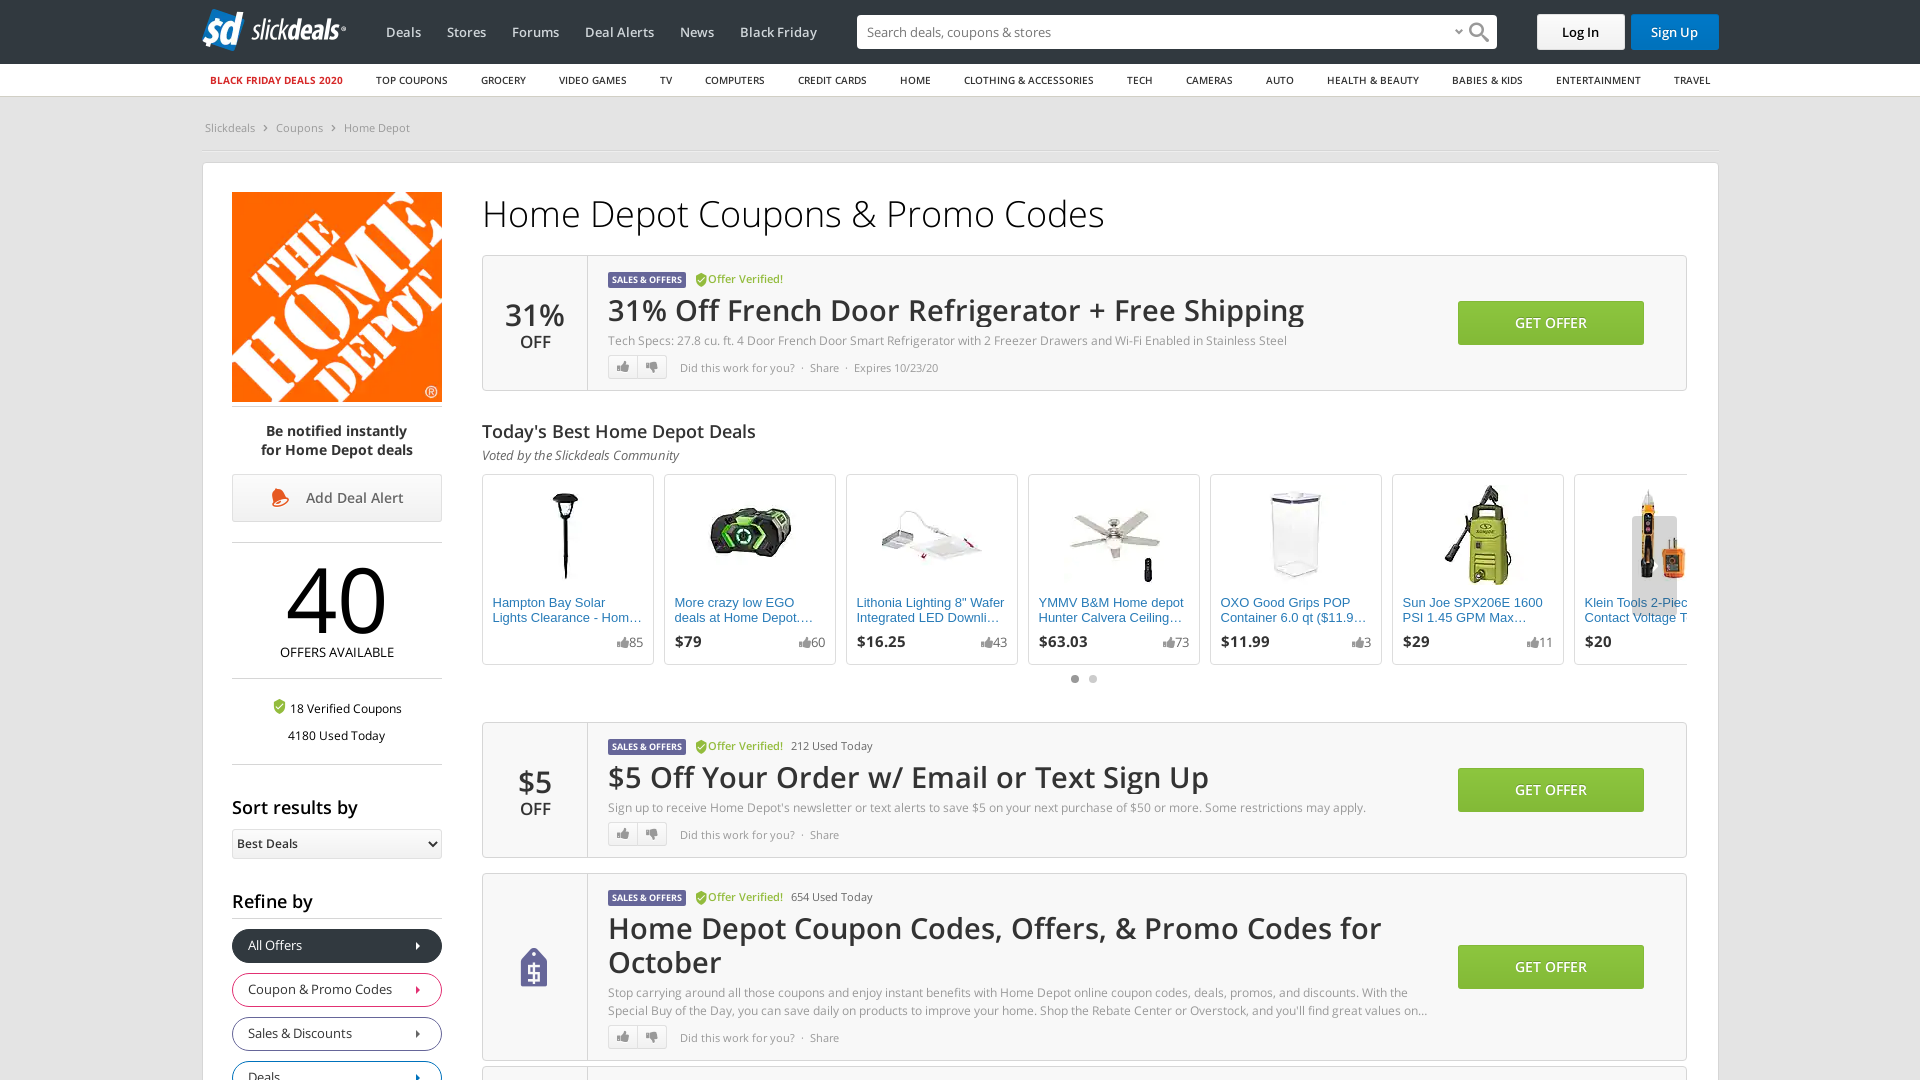 sd slickdeals
Deals
Stores
Forums
Deal Alerts
News
Black Friday
Search deals, coupons & stores
Log In
Sign Up
BLACK FRIDAY DEALS 2020
TOP COUPONS
GROCERY
VIDEO GAMES
TV
COMPUTERS
CREDIT CARDS
HOME
CLOTHING & ACCESSORIES
TECH
CAMERAS
AUTO
HEALTH & BEAUTY
BABIES & KIDS
ENTERTAINMENT
TRAVEL
Slickdeals > Coupons > Home Depot
THE
HOME
DEPOT
®
Be notified instantly
for Home Depot deals
Add Deal Alert
40
OFFERS AVAILABLE
18 Verified Coupons
4180 Used Today
Sort results by
Best Deals
Refine by
All Offers
Coupon & Promo Codes
Sales & Discounts
Deals
Home Depot Coupons & Promo Codes
31%
OFF
SALES & OFFERS Offer Verified!
31% Off French Door Refrigerator + Free Shipping
Tech Specs: 27.8 cu. ft. 4 Door French Door Smart Refrigerator with 2 Freezer Drawers and Wi-Fi Enabled in Stainless Steel
Did this work for you? · Share · Expires 10/23/20
GET OFFER
Today's Best Home Depot Deals
Voted by the Slickdeals Community
Hampton Bay Solar
Lights Clearance - Hom…
85
More crazy low EGO
deals at Home Depot.…
$79
60
Lithonia Lighting 8" Wafer
Integrated LED Downli…
$16.25
43
YMMV B&M Home depot
Hunter Calvera Ceiling…
$63.03
73
OXO Good Grips POP
Container 6.0 qt ($11.9…
$11.99
3
Sun Joe SPX206E 1600
PSI 1.45 GPM Max…
$29
11
Klein Tools 2-Piec
Contact Voltage T
$20
$5
OFF
SALES & OFFERS Offer Verified! 212 Used Today
$5 Off Your Order w/ Email or Text Sign Up
Sign up to receive Home Depot's newsletter or text alerts to save $5 on your next purchase of $50 or more. Some restrictions may apply.
Did this work for you? · Share
GET OFFER
SALES & OFFERS Offer Verified! 654 Used Today
Home Depot Coupon Codes, Offers, & Promo Codes for
October
Stop carrying around all those coupons and enjoy instant benefits with Home Depot online coupon codes, deals, promos, and discounts. With the
Special Buy of the Day, you can save daily on products to improve your home. Shop the Rebate Center or Overstock, and you'll find great values on...
Did this work for you? · Share
GET OFFER